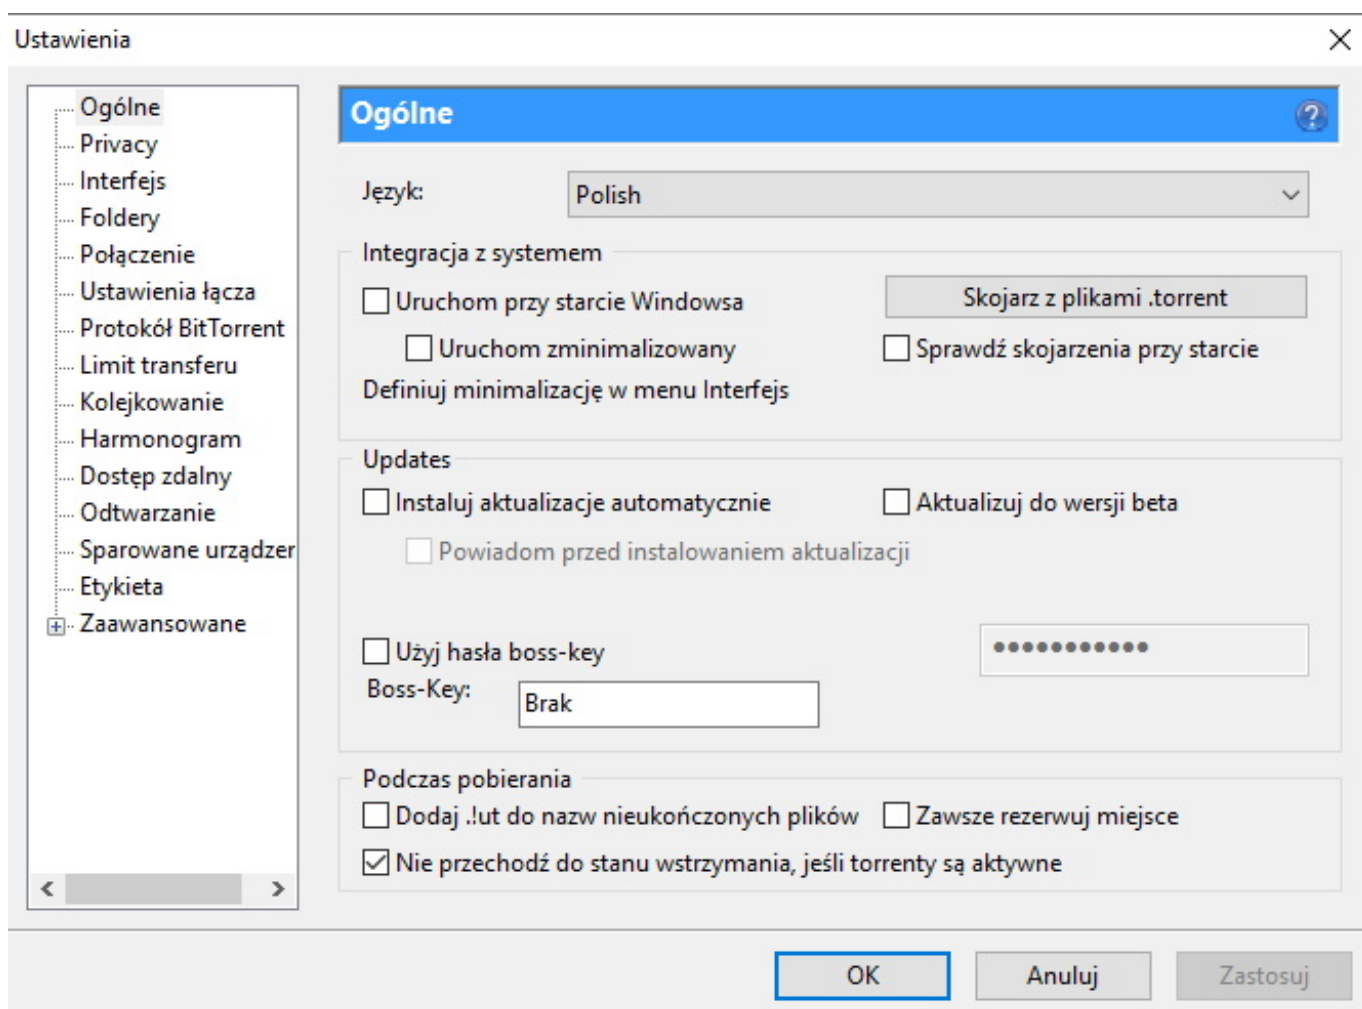 Ustawienia
Ogólne
Privacy
Interfejs
Foldery
Połączenie
Ustawienia łącza
Protokół BitTorrent
Limit transferu
Kolejkowanie
Harmonogram
Dostęp zdalny
Odtwarzanie
Sparowane urządzer
Etykieta
Zaawansowane
Ogólne
Język: Polish
Integracja z systemem
Uruchom przy starcie Windowsa Skojarz z plikami .torrent
Uruchom zminimalizowany Sprawdź skojarzenia przy starcie
Definiuj minimalizację w menu Interfejs
Updates
Instaluj aktualizacje automatycznie Aktualizuj do wersji beta
Powiadom przed instalowaniem aktualizacji
Użyj hasła boss-key •••••••••••
Boss-Key: Brak
Podczas pobierania
Dodaj .!ut do nazw nieukończonych plików Zawsze rezerwuj miejsce
Nie przechodź do stanu wstrzymania, jeśli torrenty są aktywne
OK Anuluj Zastosuj